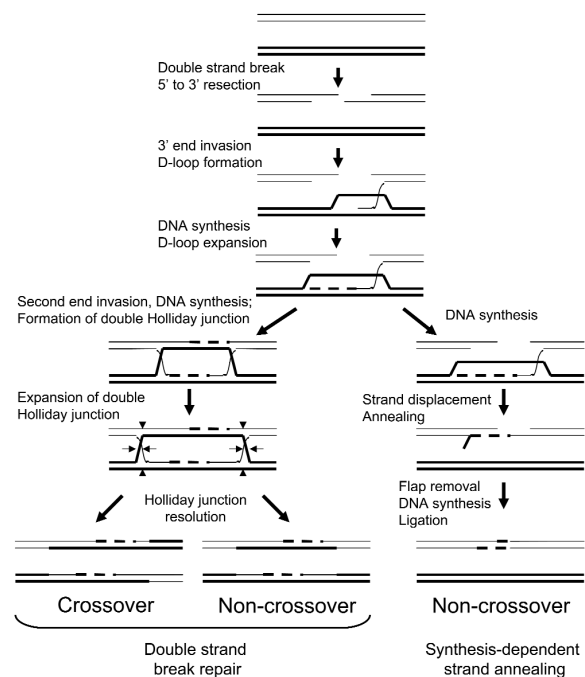 Double strand break
5' to 3' resection
3' end invasion
D-loop formation
DNA synthesis
D-loop expansion
Second end invasion, DNA synthesis;
Formation of double Holliday junction
DNA synthesis
Expansion of double
Holliday junction
Strand displacement
Annealing
Holliday junction
resolution
Flap removal
DNA synthesis
Ligation
Crossover
Non-crossover
Non-crossover
Double strand
break repair
Synthesis-dependent
strand annealing